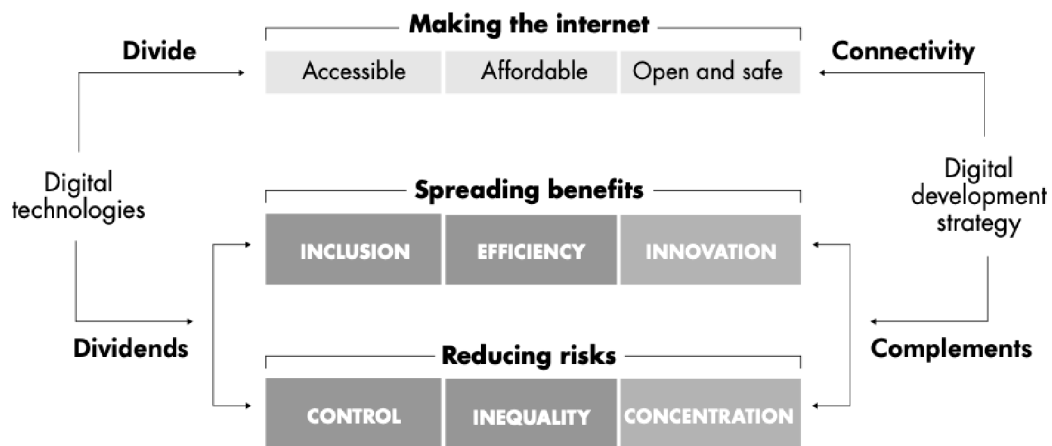 Making the internet
Divide
Connectivity
Accessible
Affordable
Open and safe
Digital
technologies
Digital
development
strategy
Spreading benefits
INCLUSION
EFFICIENCY
INNOVATION
Dividends
Complements
Reducing risks
CONTROL
INEQUALITY
CONCENTRATION